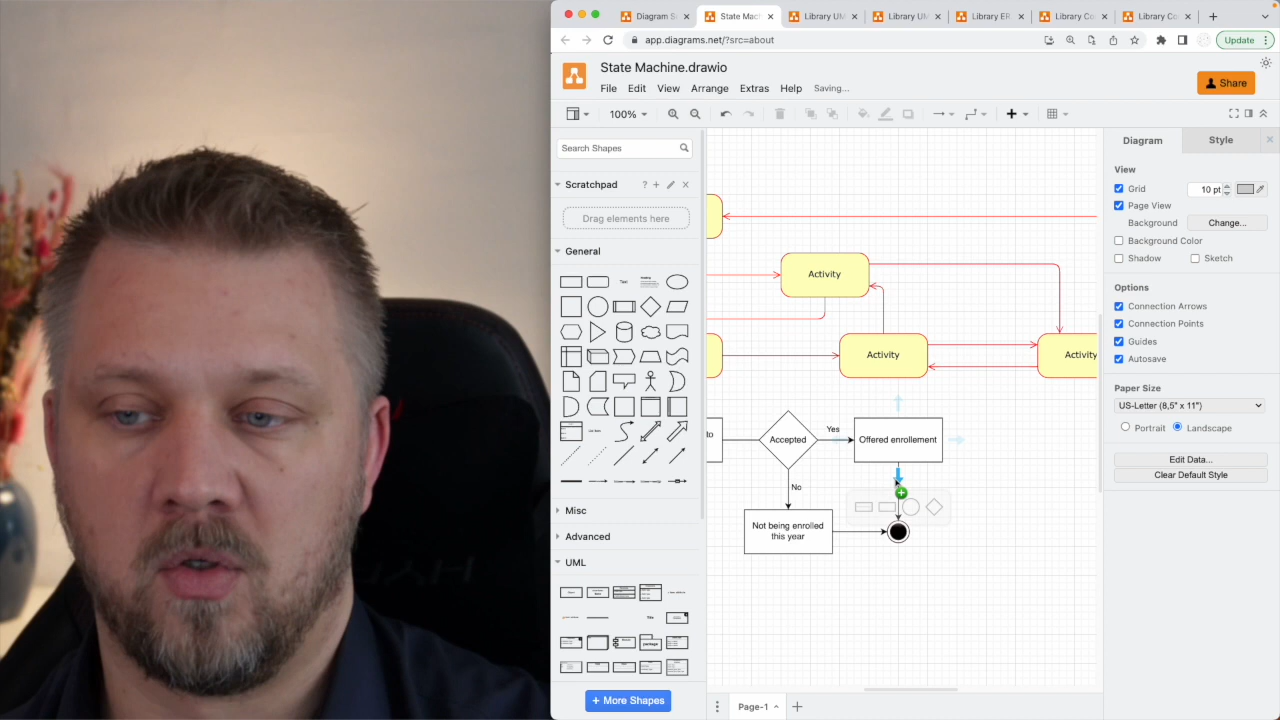 Diagram S
State Mac
Library UM
Library UM
Library ER
Library Co
Library Co
app.diagrams.net/?src=about
Update
State Machine.drawio
File Edit View Arrange Extras Help Saving...
Share
100%
Search Shapes
Diagram
Style
Scratchpad
Drag elements here
General
Text
Misc
Advanced
UML
+ More Shapes
View
Grid
10 pt
Page View
Background
Change...
Background Color
Shadow
Sketch
Options
Connection Arrows
Connection Points
Guides
Autosave
Paper Size
US-Letter (8,5" x 11")
Portrait
Landscape
Edit Data...
Clear Default Style
Activity
Activity
Activity
to
Accepted
Yes
Offered enrollement
No
Not being enrolled
this year
Page-1